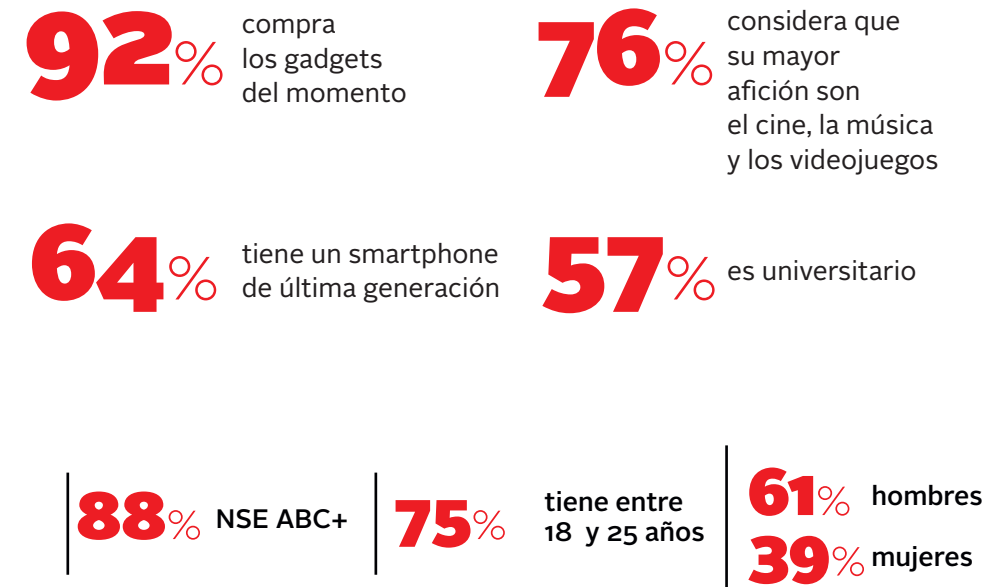 92%
compra
los gadgets
del momento
76%
considera que
su mayor
afición son
el cine, la música
y los videojuegos
64%
tiene un smartphone
de última generación
57%
es universitario
88%
NSE ABC+
75%
tiene entre
18 y 25 años
61% hombres
39% mujeres